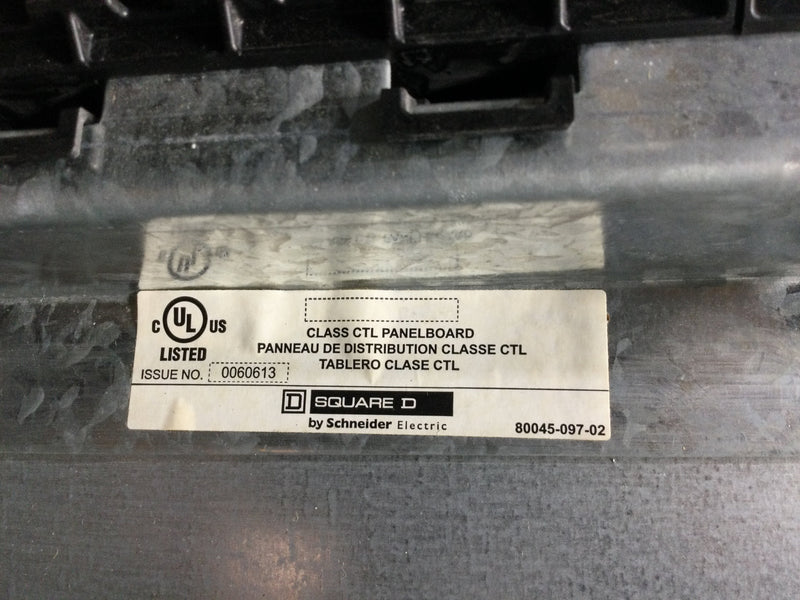 C UL US
LISTED
CLASS CTL PANELBOARD
PANNEAU DE DISTRIBUTION CLASSE CTL
TABLERO CLASE CTL
ISSUE NO. 0060613
D SQUARE D
by Schneider Electric
80045-097-02